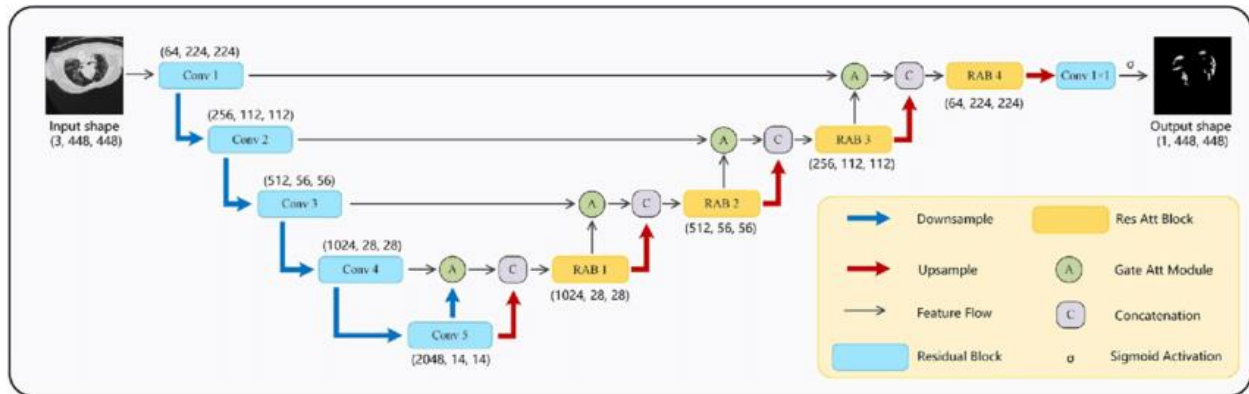 (64, 224, 224)
Conv 1
Input shape
(3, 448, 448)
(256, 112, 112)
Conv 2
(512, 56, 56)
Conv 3
(1024, 28, 28)
Conv 4
Conv 5
(2048, 14, 14)
A
C
RAB 1
(1024, 28, 28)
A
C
RAB 2
(512, 56, 56)
A
C
RAB 3
(256, 112, 112)
A
C
RAB 4
(64, 224, 224)
Conv 1×1
σ
Output shape
(1, 448, 448)
Downsample
Res Att Block
Upsample
A
Gate Att Module
Feature Flow
C
Concatenation
Residual Block
σ
Sigmoid Activation